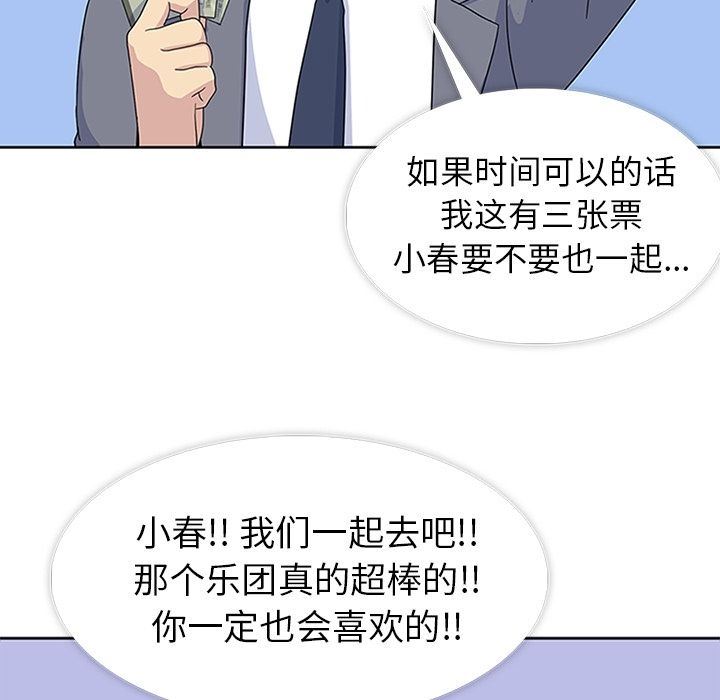 如果时间可以的话
我这有三张票
小春要不要也一起...
小春!! 我们一起去吧!!
那个乐团真的超棒的!!
你一定也会喜欢的!!